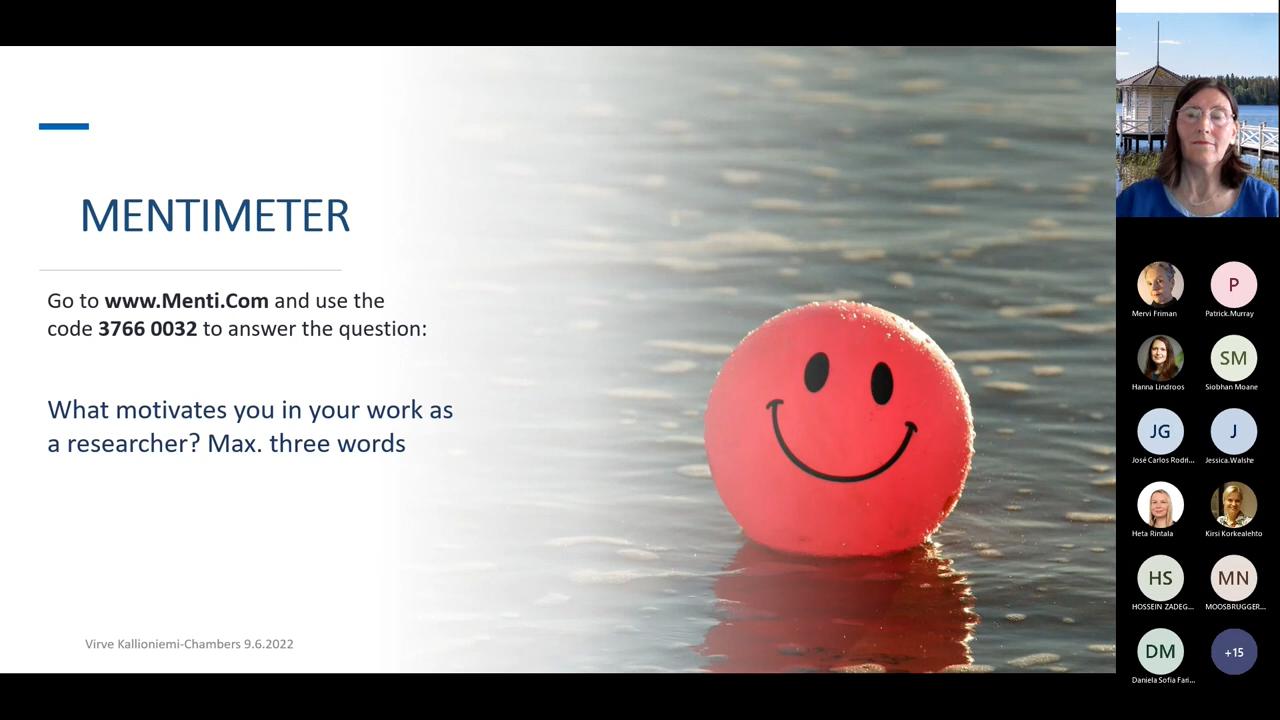 MENTIMETER
Go to www.Menti.Com and use the
code 3766 0032 to answer the question:
What motivates you in your work as
a researcher? Max. three words
Virve Kallioniemi-Chambers 9.6.2022
Mervi Friman
P
Patrick.Murray
Hanna Lindroos
SM
Siobhan Moane
JG
José Carlos Rodri...
J
Jessica.Walshe
Heta Rintala
Kirsi Korkealehto
HS
HOSSEIN ZADEG...
MN
MOOSBRUGGER...
DM
Daniela Sofia Fari...
+15